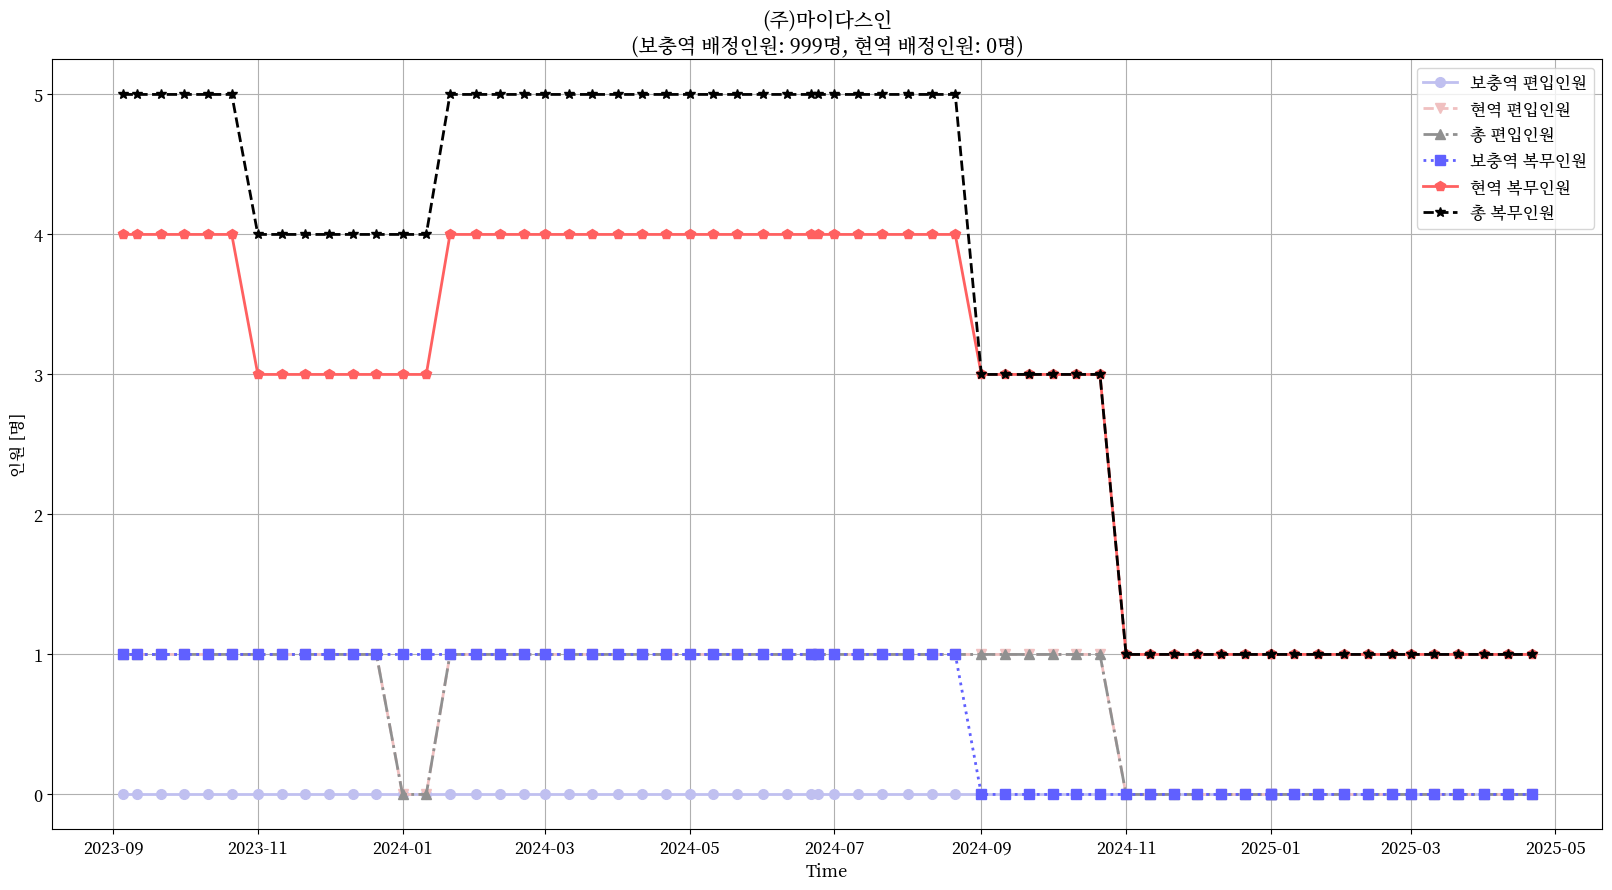 (주)마이다스인
(보충역 배정인원: 999명, 현역 배정인원: 0명)
보충역 편입인원
현역 편입인원
총 편입인원
보충역 복무인원
현역 복무인원
총 복무인원
인원 [명]
5
4
3
2
1
0
2023-09 2023-11 2024-01 2024-03 2024-05 2024-07 2024-09 2024-11 2025-01 2025-03 2025-05
Time